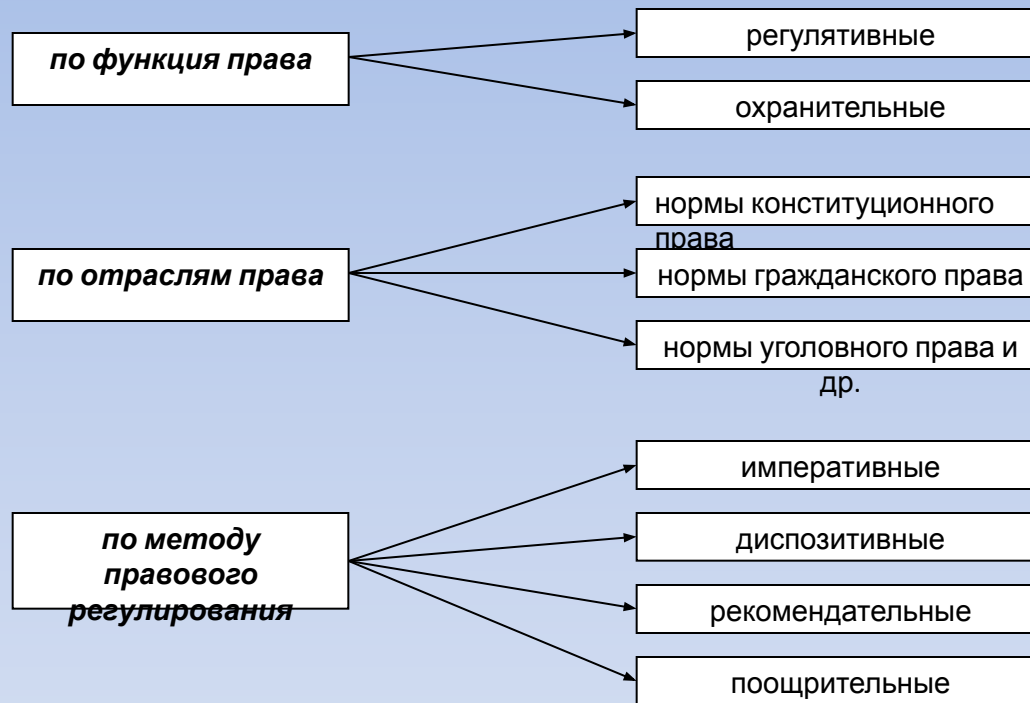 по функция права
регулятивные
охранительные
по отраслям права
нормы конституционного
права
нормы гражданского права
нормы уголовного права и
др.
по методу
правового
регулирования
императивные
диспозитивные
рекомендательные
поощрительные